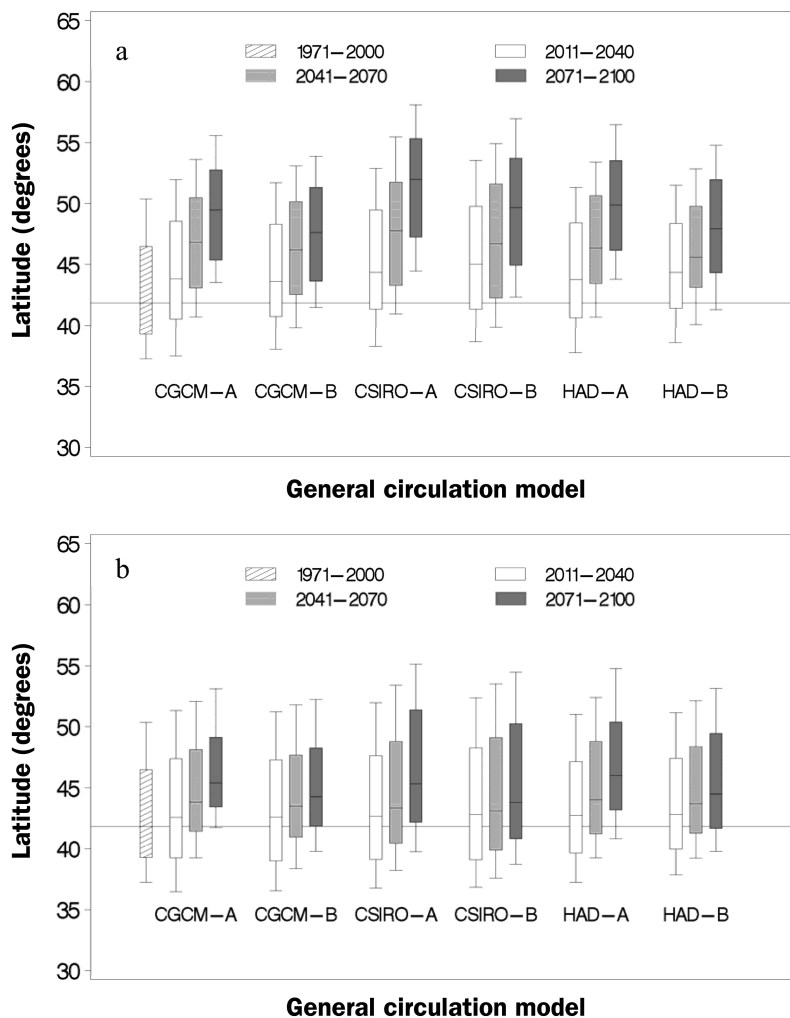 65
a
1971–2000
2011–2040
60
2041–2070
2071–2100
55
50
45
40
35
CGCM–A
CGCM–B
CSIRO–A
CSIRO–B
HAD–A
HAD–B
30
Latitude (degrees)
General circulation model
65
b
1971–2000
2011–2040
60
2041–2070
2071–2100
55
50
45
40
35
CGCM–A
CGCM–B
CSIRO–A
CSIRO–B
HAD–A
HAD–B
30
Latitude (degrees)
General circulation model